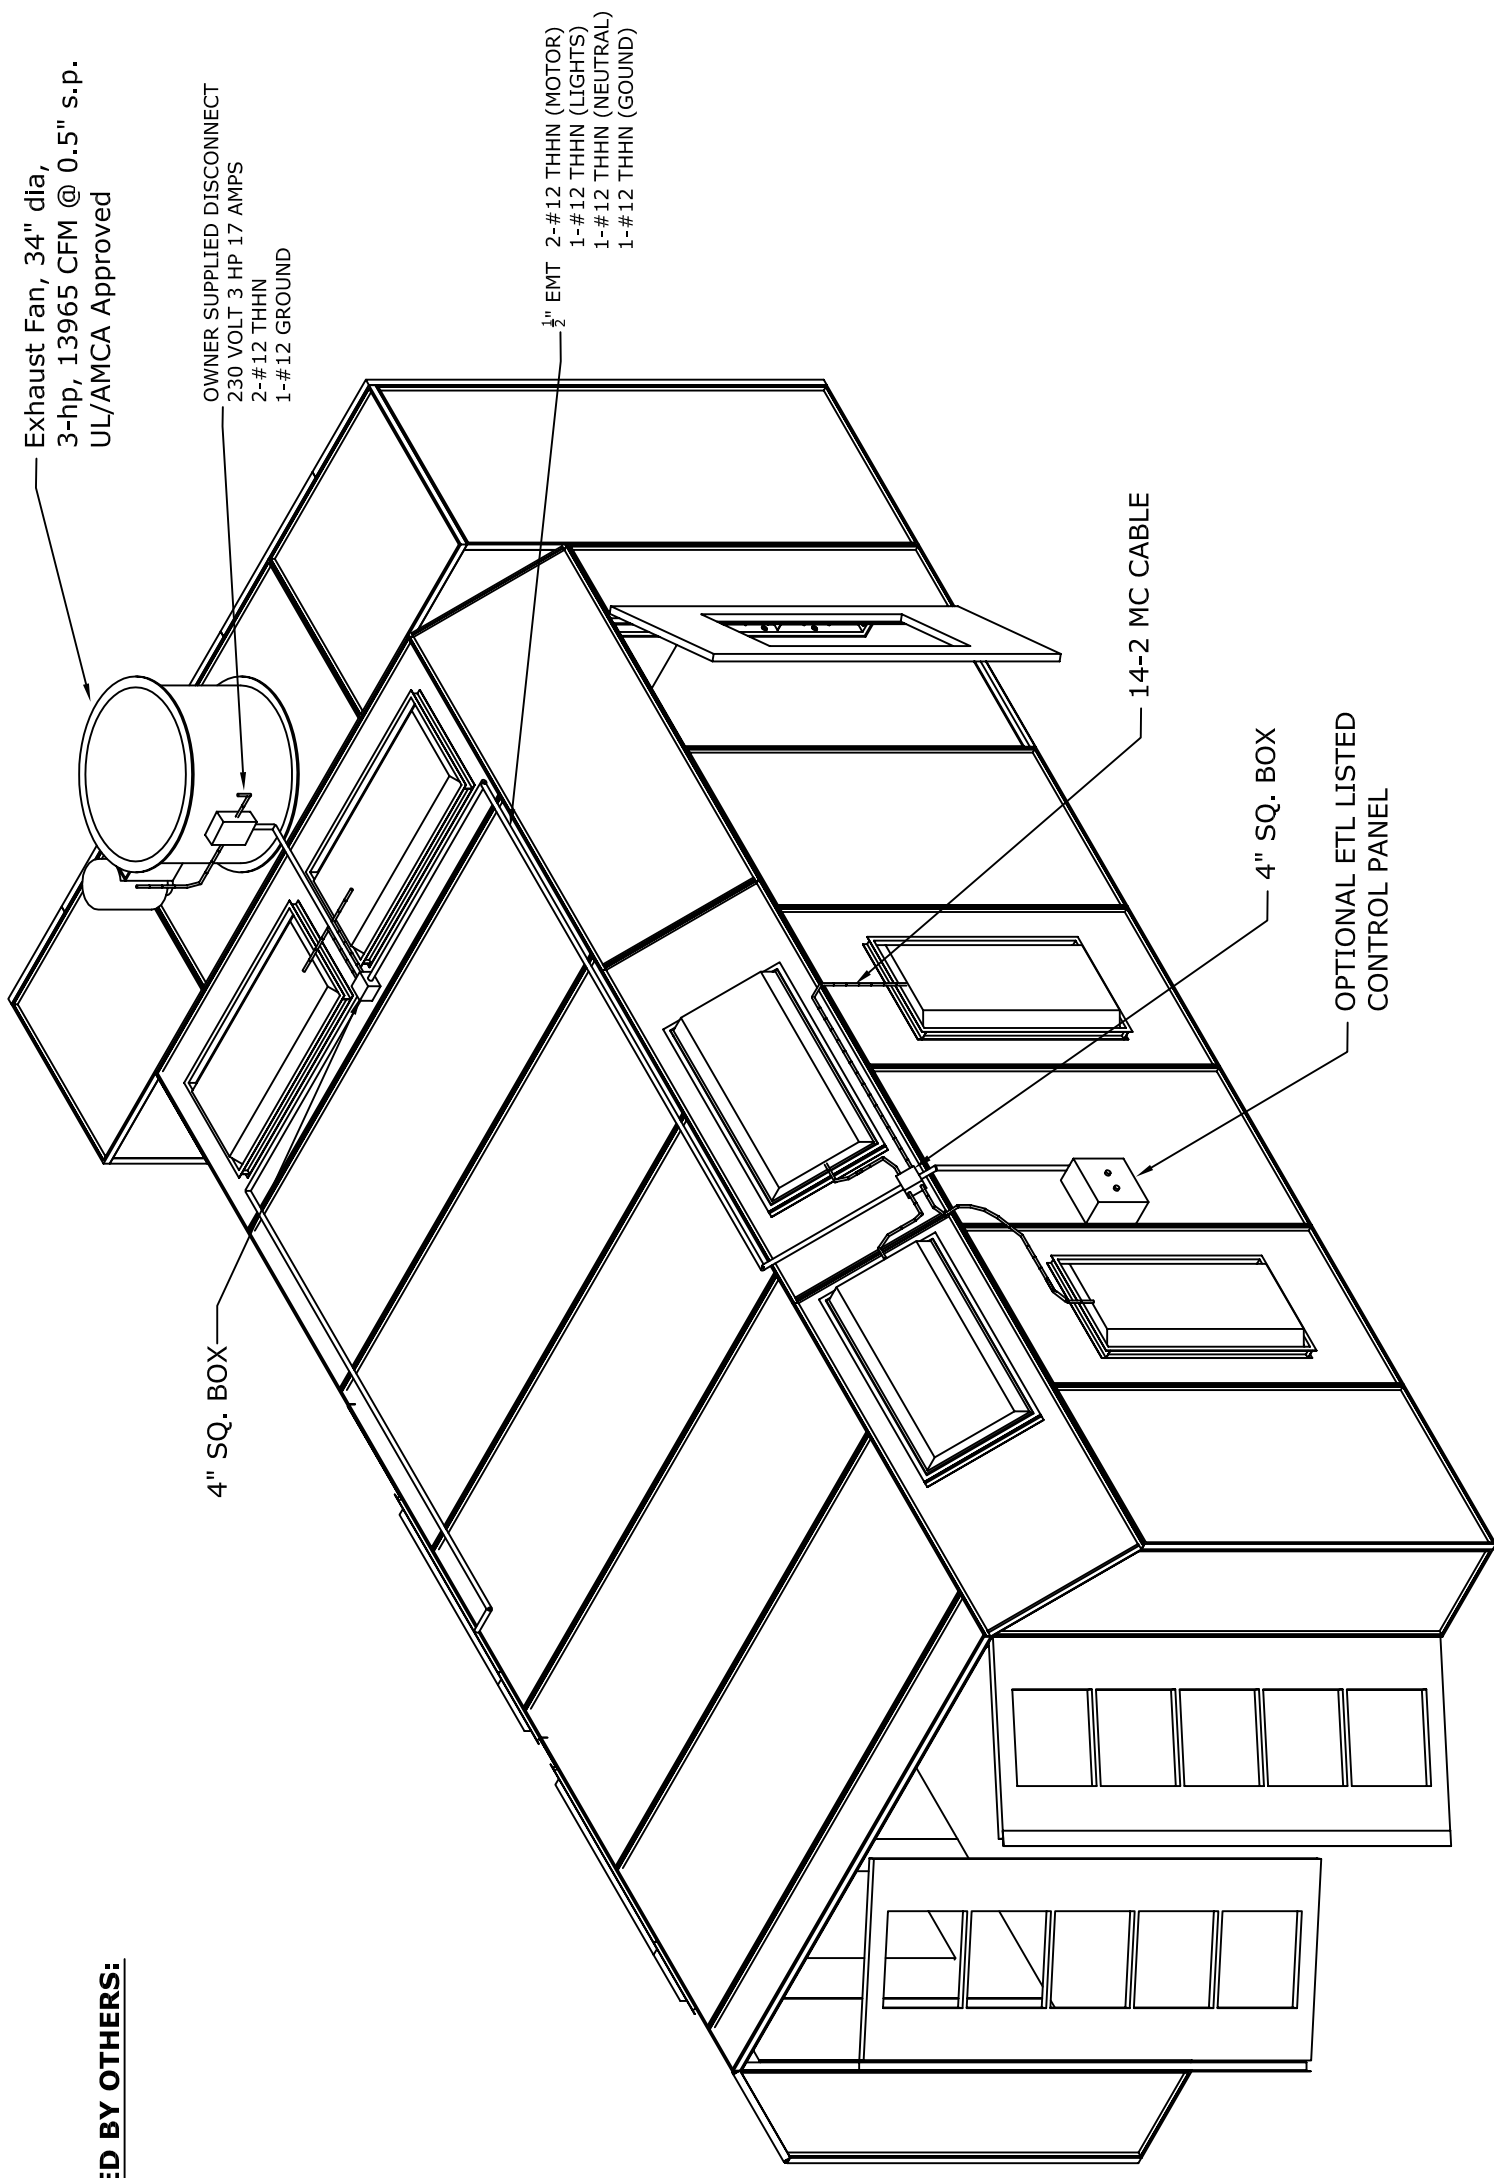 Exhaust Fan, 34" dia,
3-hp, 13965 CFM @ 0.5" s.p.
UL/AMCA Approved
OWNER SUPPLIED DISCONNECT
230 VOLT 3 HP 17 AMPS
2-#12 THHN
1-#12 GROUND
½" EMT 2-#12 THHN (MOTOR)
1-#12 THHN (LIGHTS)
1-#12 THHN (NEUTRAL)
1-#12 THHN (GOUND)
14-2 MC CABLE
4" SQ. BOX
OPTIONAL ETL LISTED
CONTROL PANEL
4" SQ. BOX
BY OTHERS: